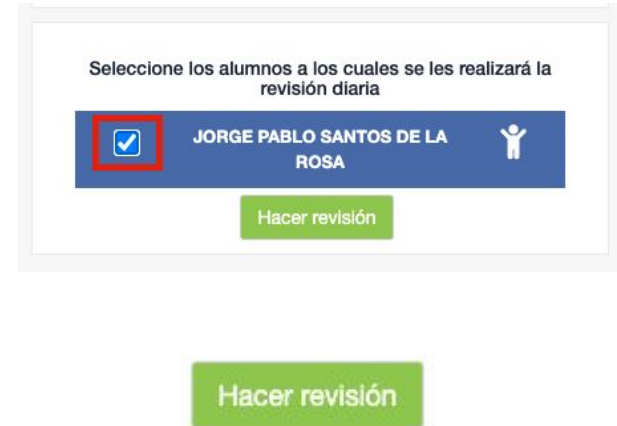 Seleccione los alumnos a los cuales se les realizará la
revisión diaria
JORGE PABLO SANTOS DE LA
ROSA
Hacer revisión
Hacer revisión